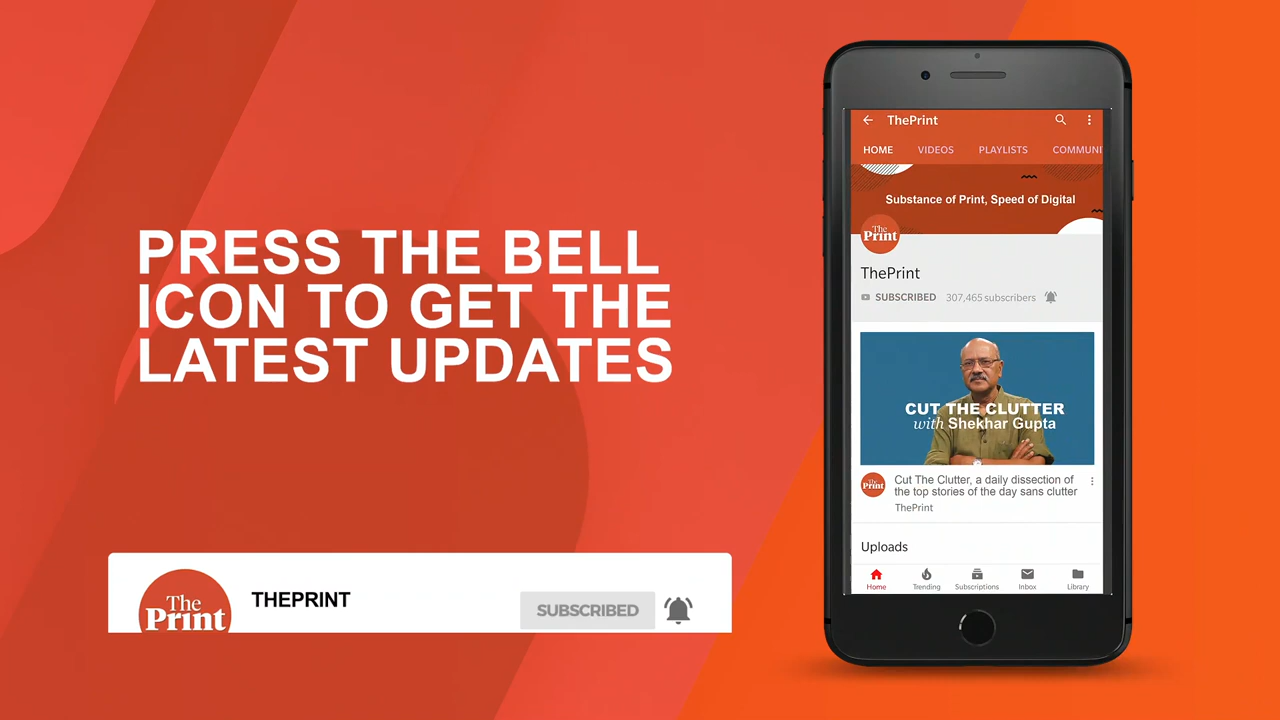 PRESS THE BELL
ICON TO GET THE
LATEST UPDATES
The
Print
THEPRINT
SUBSCRIBED
ThePrint
HOME VIDEOS PLAYLISTS COMMUNI
Substance of Print, Speed of Digital
The
Print
ThePrint
SUBSCRIBED 307,465 subscribers
CUT THE CLUTTER
with Shekhar Gupta
The
Print
Cut The Clutter, a daily dissection of
the top stories of the day sans clutter
ThePrint
Uploads
Home Trending Subscriptions Inbox Library